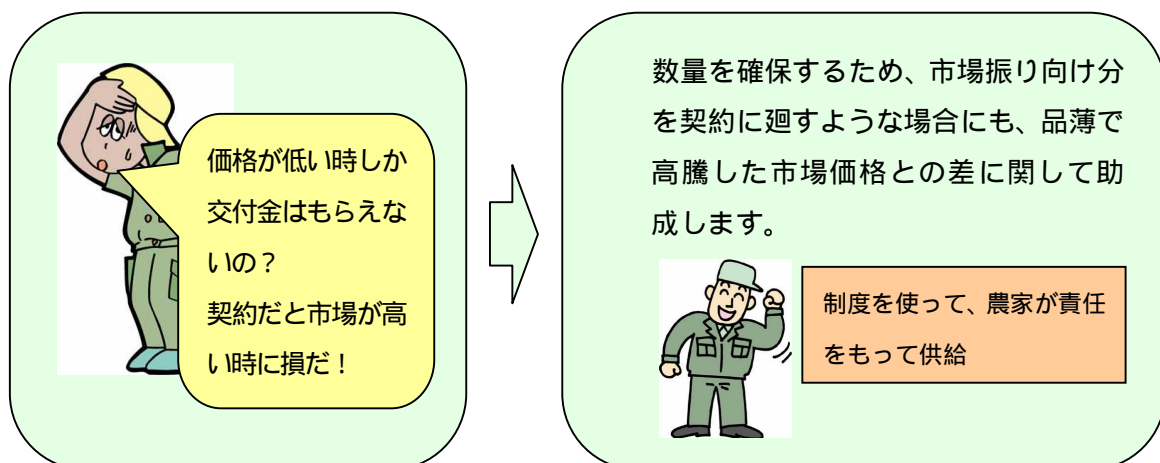 価格が低い時しか
交付金はもらえな
いの？
契約だと市場が高
い時に損だ！
数量を確保するため、市場振り向け分
を契約に廻すような場合にも、品薄で
高騰した市場価格との差に関して助
成します。
制度を使って、農家が責任
をもって供給